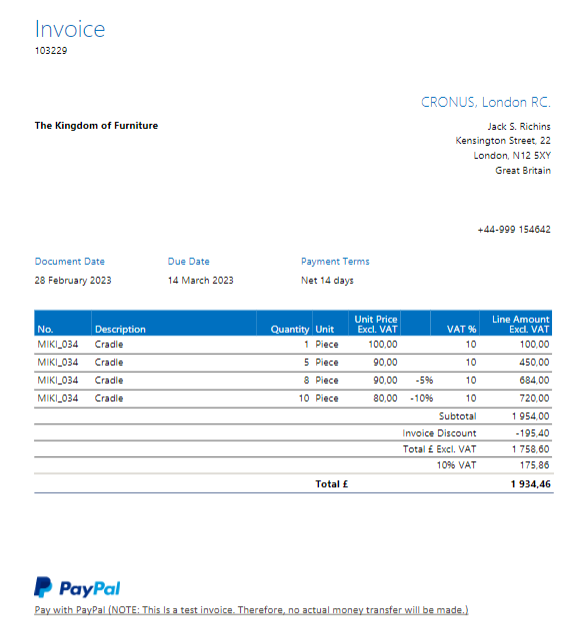 Invoice
103229
CRONUS, London RC.
The Kingdom of Furniture
Jack S. Richins
Kensington Street, 22
London, N12 5XY
Great Britain
+44-999 154642
Document Date Due Date Payment Terms
28 February 2023 14 March 2023 Net 14 days
No. Description Quantity Unit Unit Price Excl. VAT VAT % Line Amount Excl. VAT
MIKI_034 Cradle 1 Piece 100,00 10 100,00
MIKI_034 Cradle 5 Piece 90,00 10 450,00
MIKI_034 Cradle 8 Piece 90,00 -5% 10 684,00
MIKI_034 Cradle 10 Piece 80,00 -10% 10 720,00
Subtotal 1 954,00
Invoice Discount -195,40
Total £ Excl. VAT 1 758,60
10% VAT 175,86
Total £ 1 934,46
PayPal
Pay with PayPal (NOTE: This is a test invoice. Therefore, no actual money transfer will be made.)